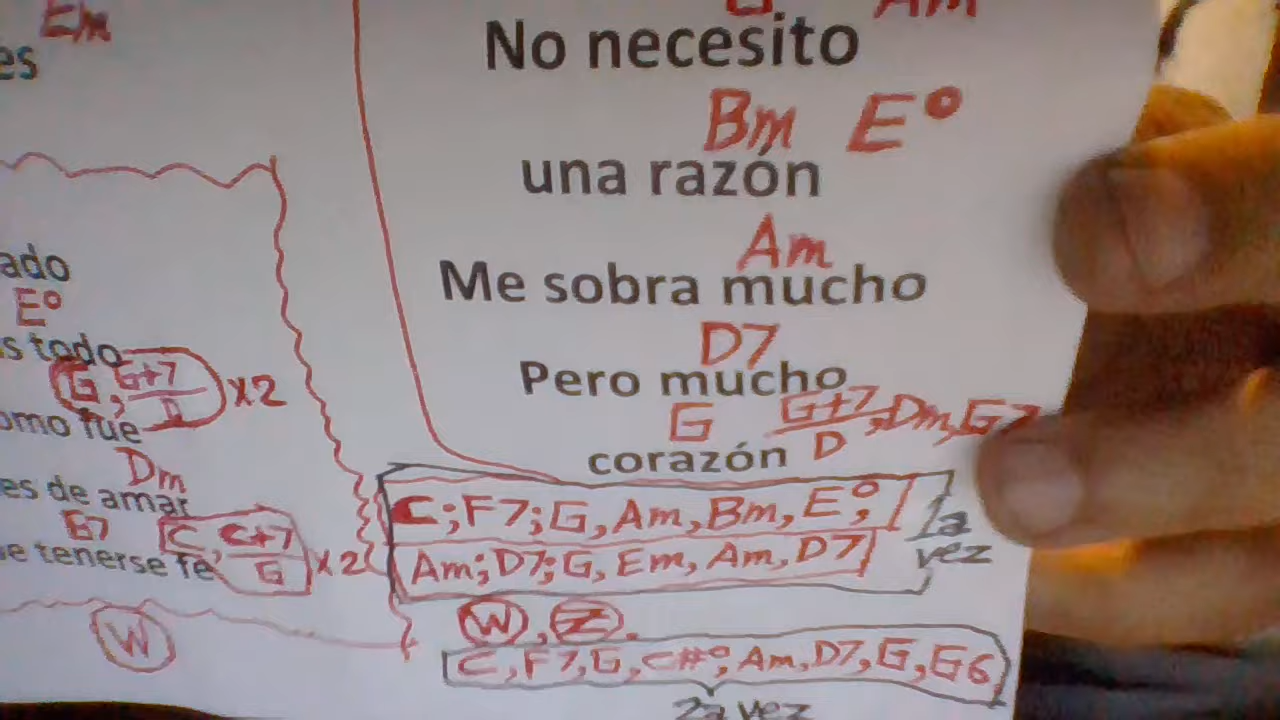 Em
es
ado
E°
s todo
G, G+7/D x2
omo fue
Dm
es de amar
G7 C, C+7/G x2
e tenerse fe
W
G Am
No necesito
Bm E°
una razón
Am
Me sobra mucho
D7
Pero mucho
G G+7/D, Dm, G7
corazón
C; F7; G, Am, Bm, E°;
Am; D7; G, Em, Am, D7
1a vez
W, Z.
C, F7, G, C#°, Am, D7, G, G6
2a vez